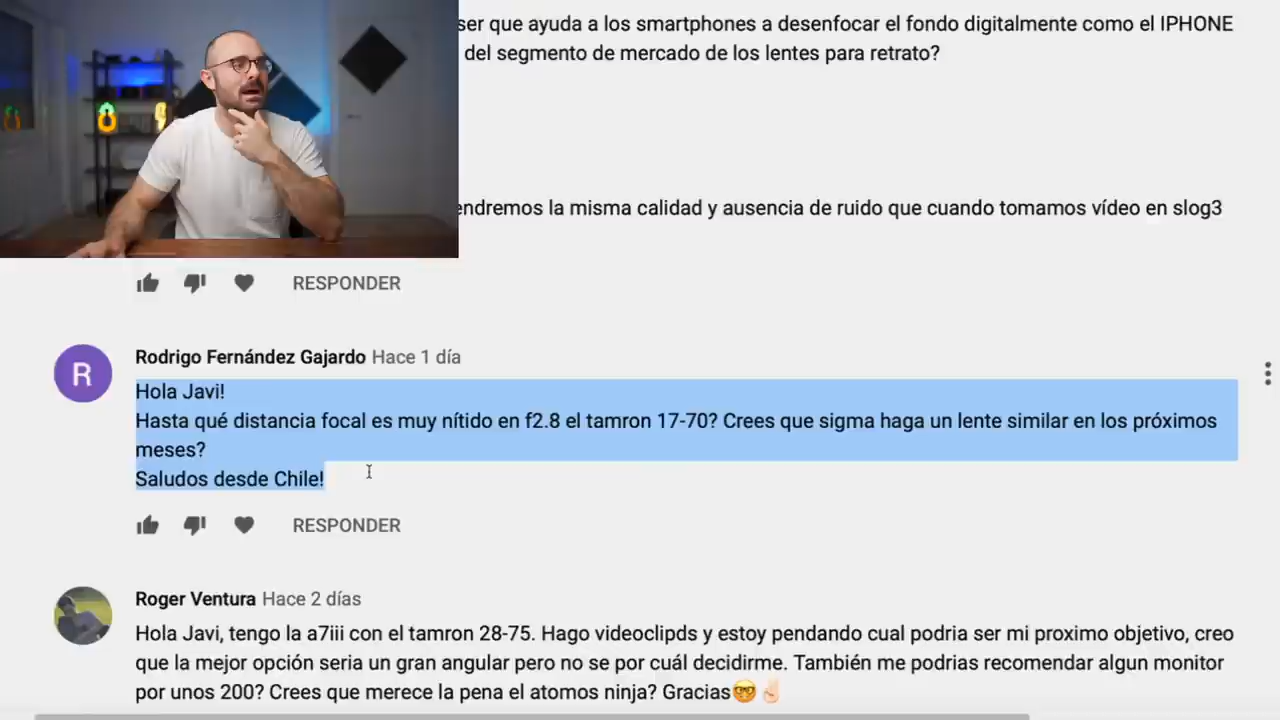 ser que ayuda a los smartphones a desenfocar el fondo digitalmente como el IPHONE
del segmento de mercado de los lentes para retrato?
endremos la misma calidad y ausencia de ruido que cuando tomamos vídeo en slog3
RESPONDER
Rodrigo Fernández Gajardo Hace 1 día
R
Hola Javi!
Hasta qué distancia focal es muy nítido en f2.8 el tamron 17-70? Crees que sigma haga un lente similar en los próximos
meses?
Saludos desde Chile!
RESPONDER
Roger Ventura Hace 2 días
Hola Javi, tengo la a7iii con el tamron 28-75. Hago videoclipds y estoy pendando cual podria ser mi proximo objetivo, creo
que la mejor opción seria un gran angular pero no se por cuál decidirme. También me podrias recomendar algun monitor
por unos 200? Crees que merece la pena el atomos ninja? Gracias🤓✌🏻